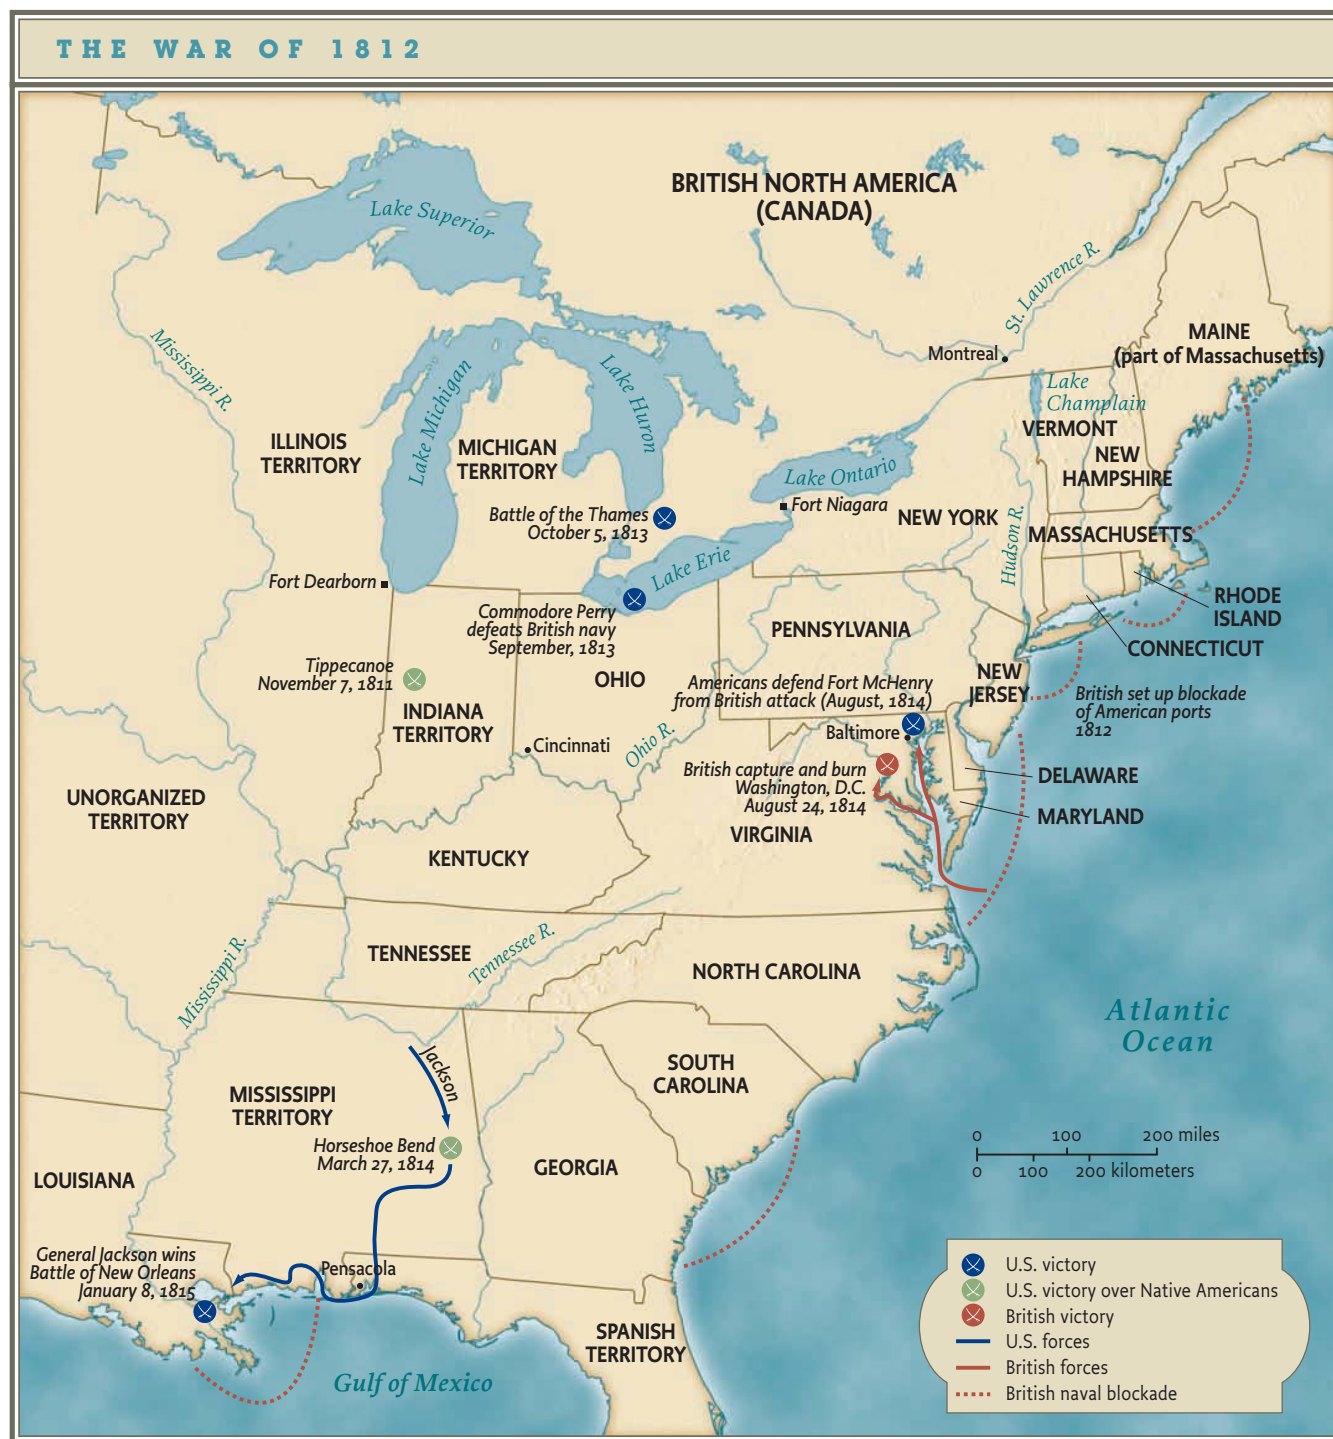 THE WAR OF 1812
BRITISH NORTH AMERICA
(CANADA)
Lake Superior
St. Lawrence R.
Mississippi R.
Montreal
MAINE
(part of Massachusetts)
Lake Michigan
Lake Huron
Lake
Champlain
VERMONT
ILLINOIS
TERRITORY
MICHIGAN
TERRITORY
NEW
HAMPSHIRE
Lake Ontario
Fort Niagara
NEW YORK
Hudson R.
MASSACHUSETTS
Battle of the Thames
October 5, 1813
Lake Erie
Fort Dearborn
RHODE
ISLAND
CONNECTICUT
Commodore Perry
defeats British navy
September, 1813
PENNSYLVANIA
Tippecanoe
November 7, 1811
OHIO
NEW
JERSEY
Americans defend Fort McHenry
from British attack (August, 1814)
British set up blockade
of American ports
1812
INDIANA
TERRITORY
Cincinnati
Ohio R.
Baltimore
British capture and burn
Washington, D.C.
August 24, 1814
DELAWARE
MARYLAND
UNORGANIZED
TERRITORY
VIRGINIA
KENTUCKY
TENNESSEE
Tennessee R.
Mississippi R.
NORTH CAROLINA
Atlantic
Ocean
Jackson
SOUTH
CAROLINA
MISSISSIPPI
TERRITORY
Horseshoe Bend
March 27, 1814
GEORGIA
LOUISIANA
0 100 200 miles
0 100 200 kilometers
General Jackson wins
Battle of New Orleans
January 8, 1815
Pensacola
SPANISH
TERRITORY
Gulf of Mexico
U.S. victory
U.S. victory over Native Americans
British victory
U.S. forces
British forces
British naval blockade